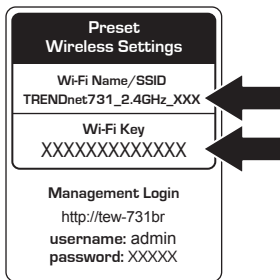 Preset
Wireless Settings
Wi-Fi Name/SSID
TRENDnet731_2.4GHz_XXX
Wi-Fi Key
XXXXXXXXXXXXX
Management Login
http://tew-731br
username: admin
password: XXXXX